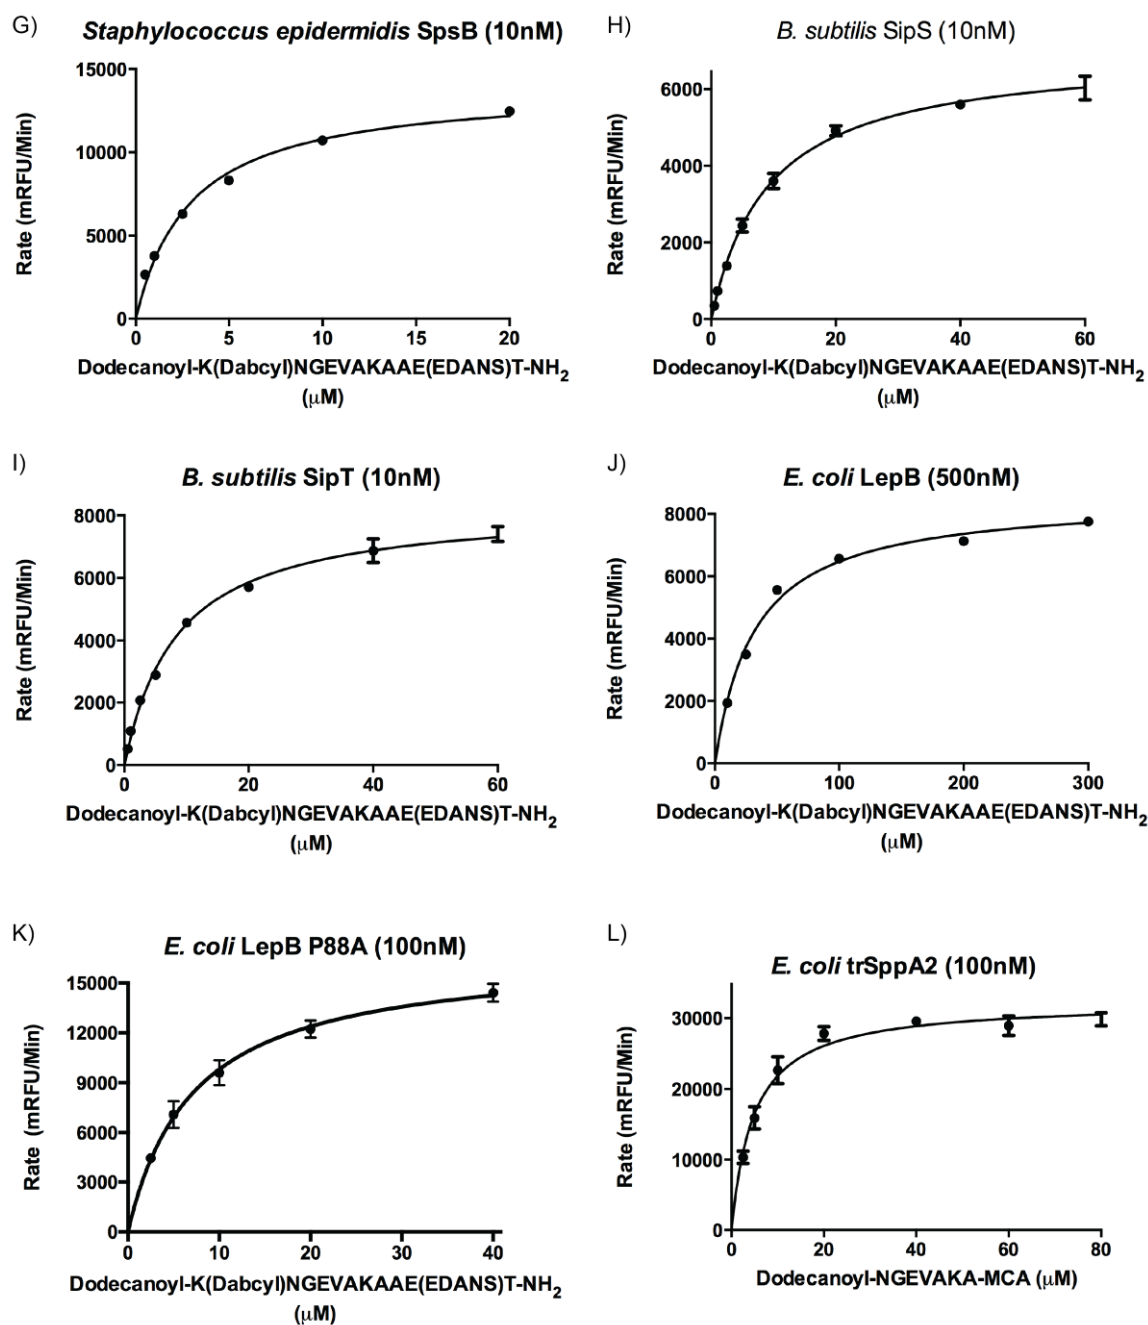 G)
Staphylococcus epidermidis SpsB (10nM)
15000
10000
5000
0
Rate (mRFU/Min)
0 5 10 15 20
Dodecanoyl-K(Dabcyl)NGEVAKAAE(EDANS)T-NH2
(μM)
H)
B. subtilis SipS (10nM)
6000
4000
2000
0
Rate (mRFU/Min)
0 20 40 60
Dodecanoyl-K(Dabcyl)NGEVAKAAE(EDANS)T-NH2
(μM)
I)
B. subtilis SipT (10nM)
8000
6000
4000
2000
0
Rate (mRFU/Min)
0 20 40 60
Dodecanoyl-K(Dabcyl)NGEVAKAAE(EDANS)T-NH2
(μM)
J)
E. coli LepB (500nM)
8000
6000
4000
2000
0
Rate (mRFU/Min)
0 100 200 300
Dodecanoyl-K(Dabcyl)NGEVAKAAE(EDANS)T-NH2
(μM)
K)
E. coli LepB P88A (100nM)
15000
12000
9000
6000
3000
0
Rate (mRFU/Min)
0 10 20 30 40
Dodecanoyl-K(Dabcyl)NGEVAKAAE(EDANS)T-NH2
(μM)
L)
E. coli trSppA2 (100nM)
30000
20000
10000
0
Rate (mRFU/Min)
0 20 40 60 80
Dodecanoyl-NGEVAKA-MCA (μM)